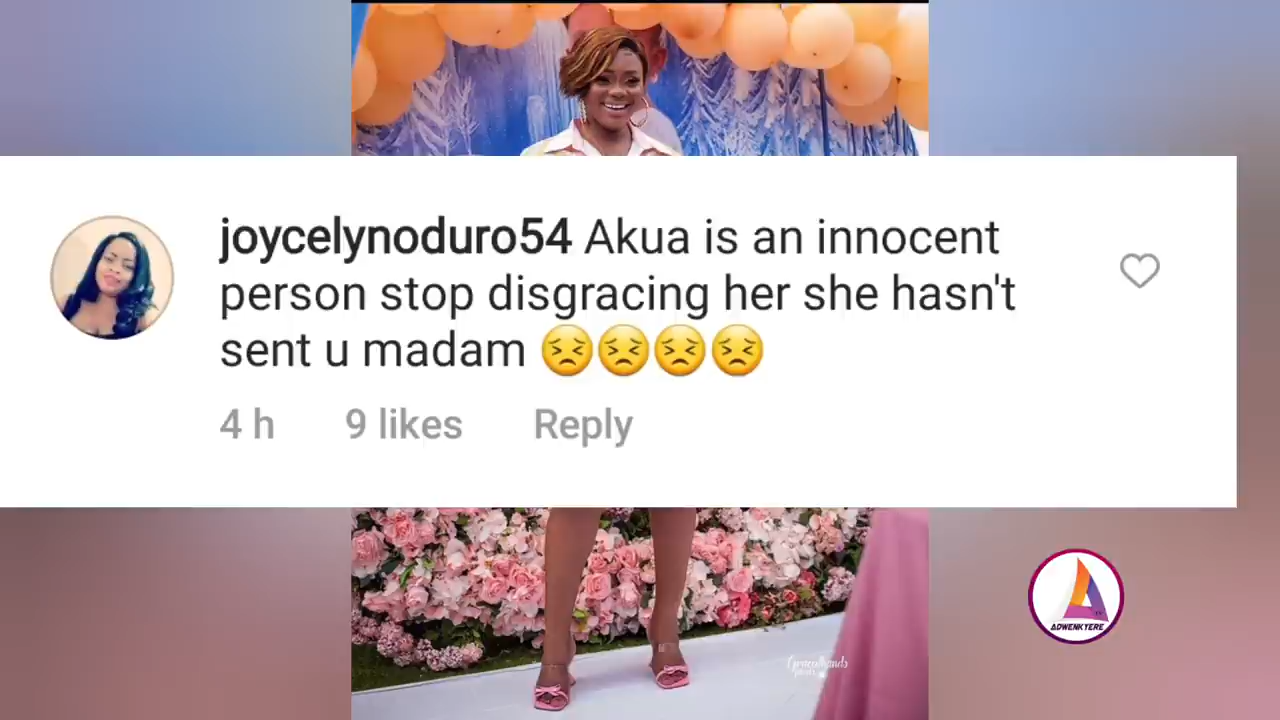 joycelynoduro54 Akua is an innocent
person stop disgracing her she hasn't
sent u madam 😣😣😣😣
4 h 9 likes Reply
ADWENKYERE